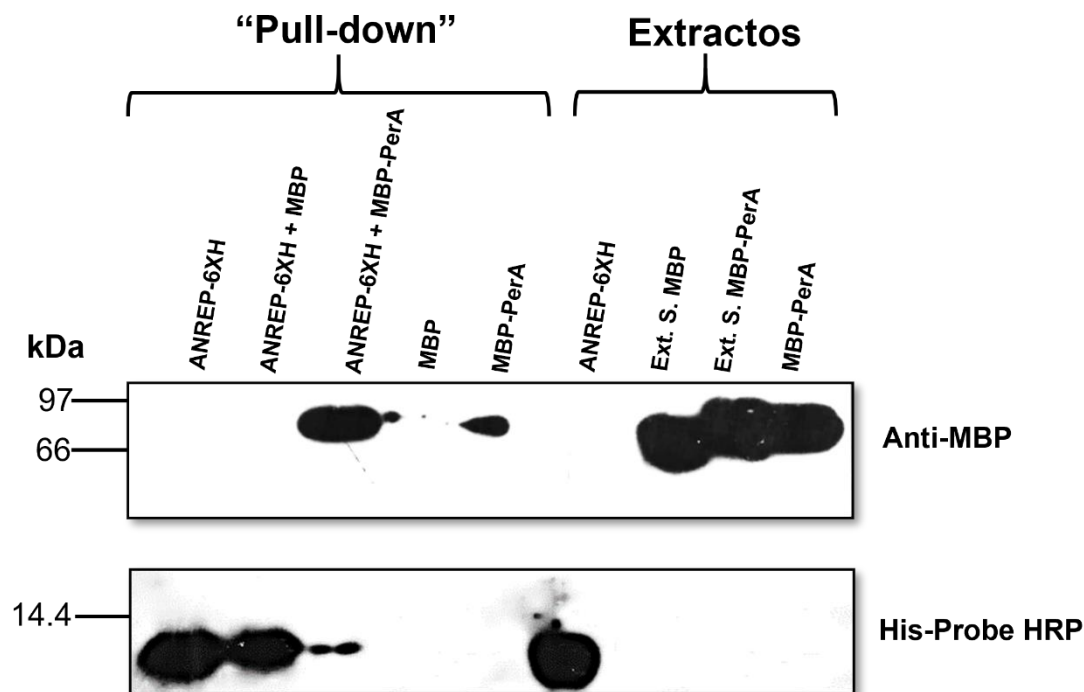 “Pull-down” Extractos
ANREP-6XH
ANREP-6XH + MBP
ANREP-6XH + MBP-PerA
MBP
MBP-PerA
ANREP-6XH
Ext. S. MBP
Ext. S. MBP-PerA
MBP-PerA
kDa
97
66
Anti-MBP
14.4
His-Probe HRP